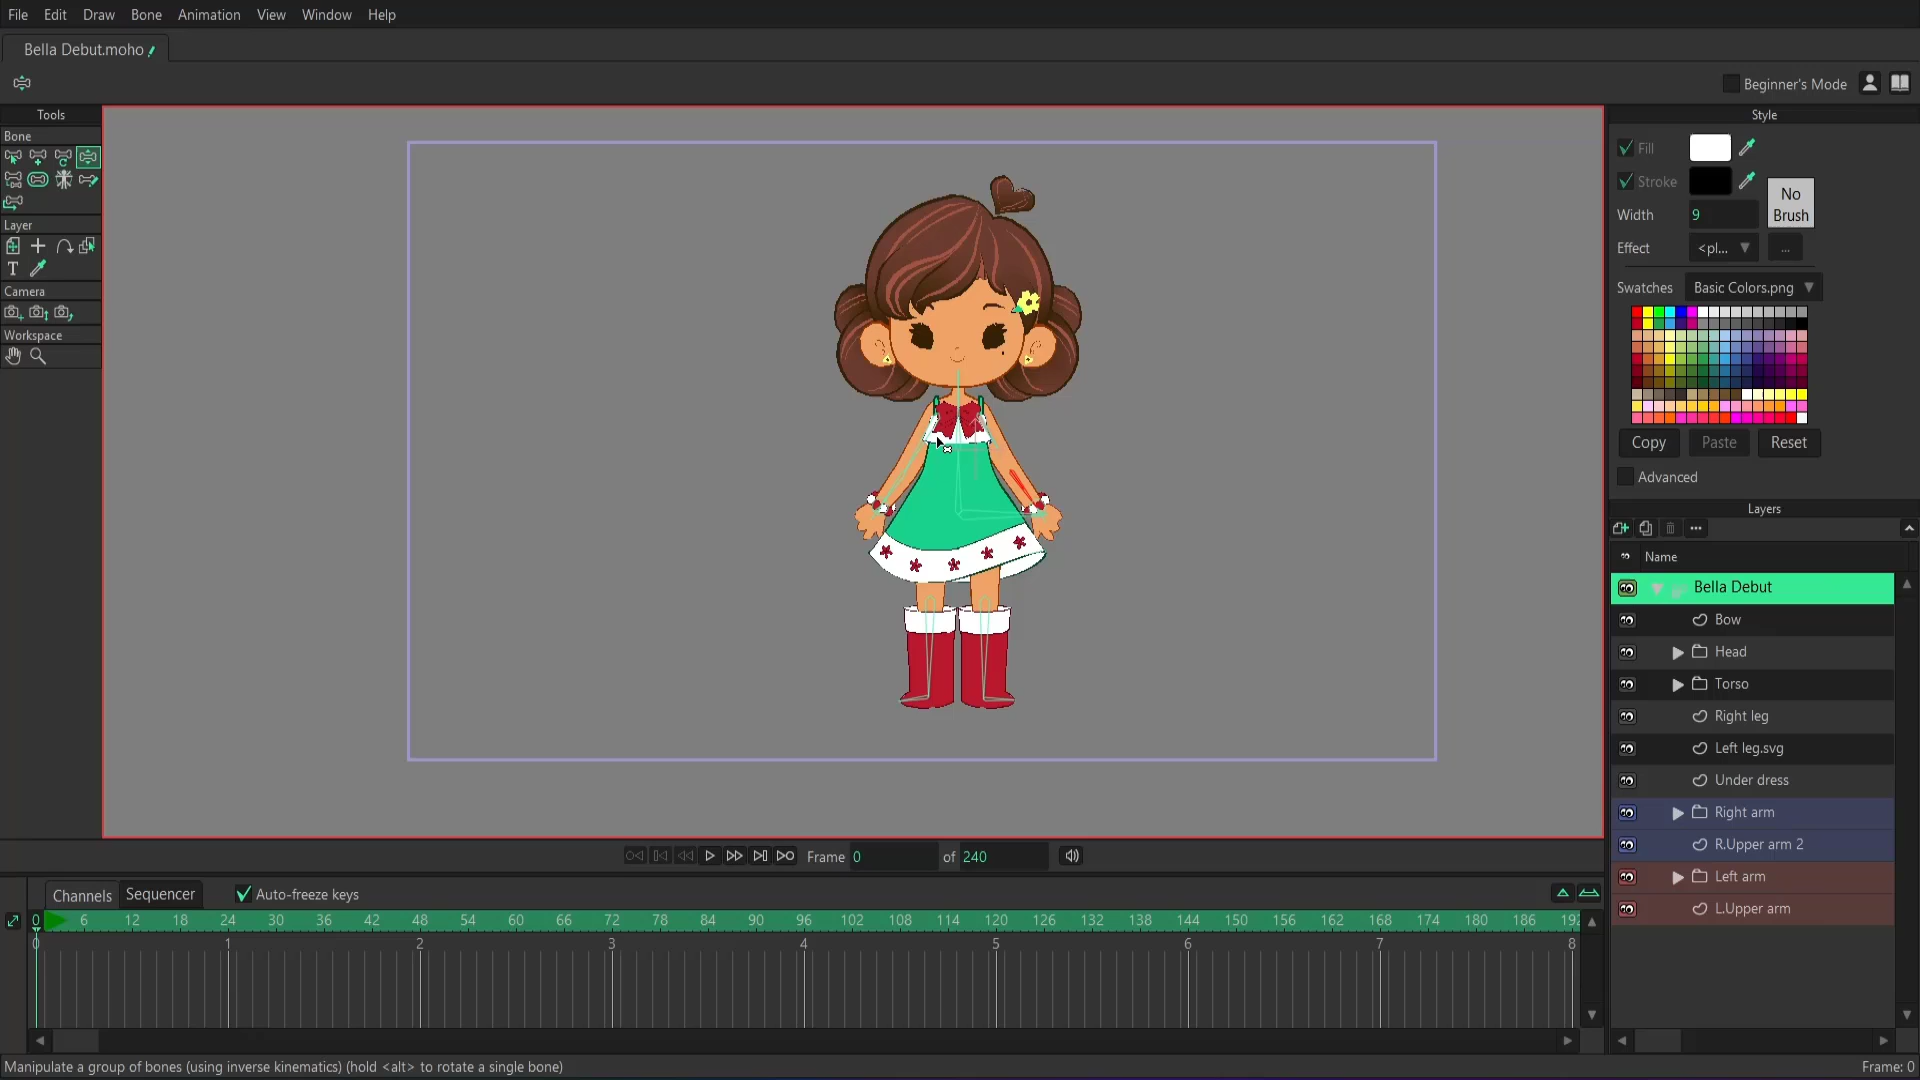 File Edit Draw Bone Animation View Window Help
Bella Debut.moho
Beginner's Mode
Tools
Bone
Layer
T
Camera
Workspace
Style
Fill
Stroke
No
Brush
Width 9
Effect <pl... ...
Swatches Basic Colors.png
Copy Paste Reset
Advanced
Layers
Name
Bella Debut
Bow
Head
Torso
Right leg
Left leg.svg
Under dress
Right arm
R.Upper arm 2
Left arm
L.Upper arm
Frame 0 of 240
Channels Sequencer Auto-freeze keys
0 6 12 18 24 30 36 42 48 54 60 66 72 78 84 90 96 102 108 114 120 126 132 138 144 150 156 162 168 174 180 186 192
0 1 2 3 4 5 6 7 8
Manipulate a group of bones (using inverse kinematics) (hold <alt> to rotate a single bone)
Frame: 0